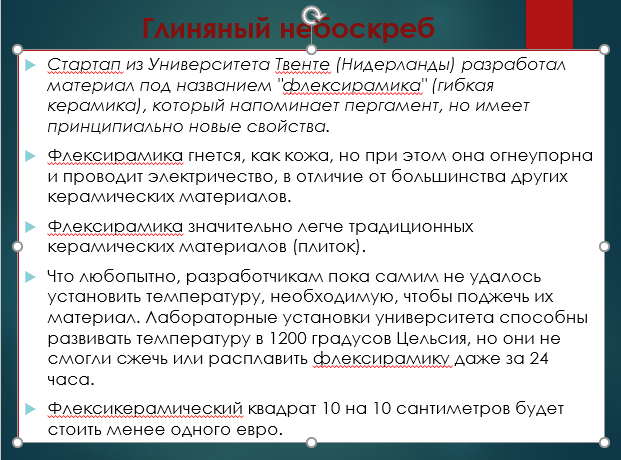 Глиняный небоскреб
Стартап из Университета Твенте (Нидерланды) разработал
материал под названием "флексирамика" (гибкая
керамика), который напоминает пергамент, но имеет
принципиально новые свойства.
Флексирамика гнется, как кожа, но при этом она огнеупорна
и проводит электричество, в отличие от большинства других
керамических материалов.
Флексирамика значительно легче традиционных
керамических материалов (плиток).
Что любопытно, разработчикам пока самим не удалось
установить температуру, необходимую, чтобы поджечь их
материал. Лабораторные установки университета способны
развивать температуру в 1200 градусов Цельсия, но они не
смогли сжечь или расплавить флексирамику даже за 24
часа.
Флексикерамический квадрат 10 на 10 сантиметров будет
стоить менее одного евро.